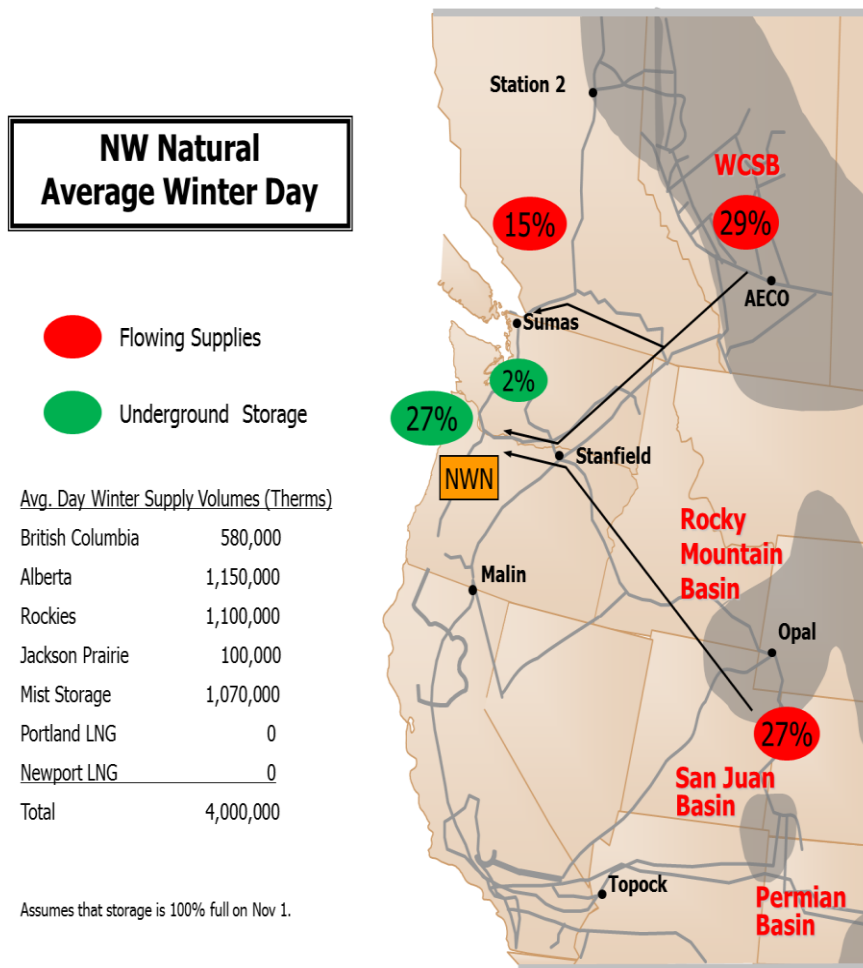 NW Natural
Average Winter Day
Flowing Supplies
Underground Storage
Avg. Day Winter Supply Volumes (Therms)
British Columbia 580,000
Alberta 1,150,000
Rockies 1,100,000
Jackson Prairie 100,000
Mist Storage 1,070,000
Portland LNG 0
Newport LNG 0
Total 4,000,000
Assumes that storage is 100% full on Nov 1.
Station 2
WCSB
15%
29%
AECO
Sumas
2%
27%
Stanfield
NWN
Rocky
Mountain
Basin
Malin
Opal
27%
San Juan
Basin
Topock
Permian
Basin